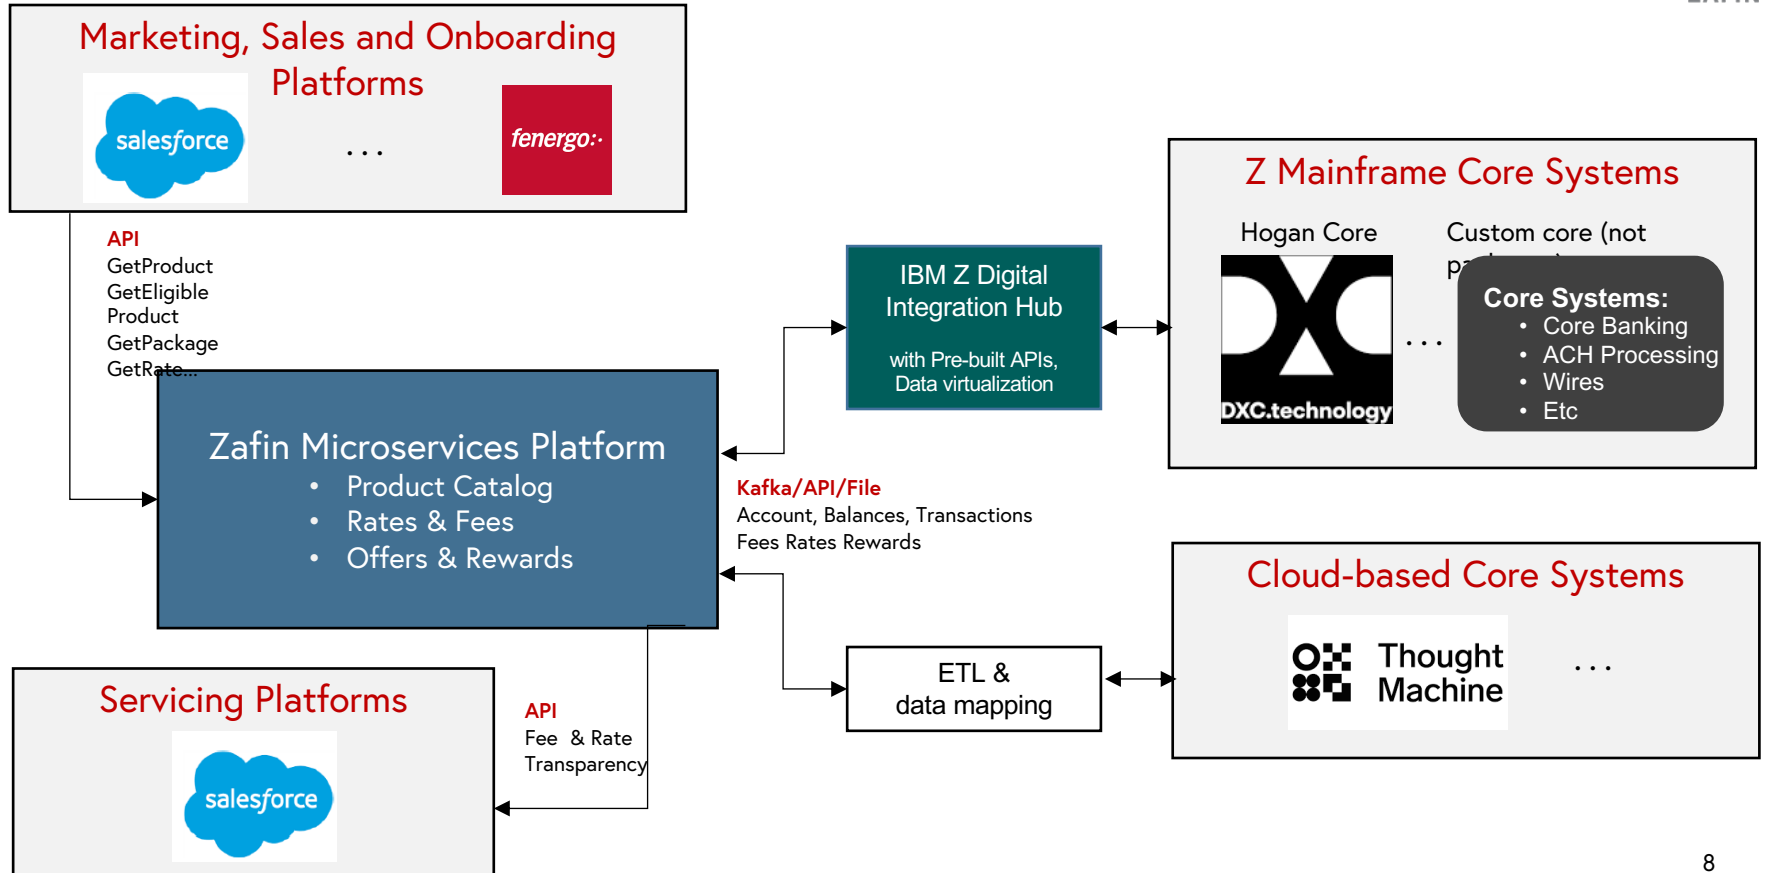 ZAFIN
Marketing, Sales and Onboarding
Platforms
salesforce
...
fenergo:·
API
GetProduct
GetEligible
Product
GetPackage
GetRate...
Zafin Microservices Platform
• Product Catalog
• Rates & Fees
• Offers & Rewards
Servicing Platforms
salesforce
API
Fee & Rate
Transparency
IBM Z Digital
Integration Hub
with Pre-built APIs,
Data virtualization
Kafka/API/File
Account, Balances, Transactions
Fees Rates Rewards
ETL &
data mapping
Z Mainframe Core Systems
Hogan Core
DXC.technology
...
Custom core (not
Core Systems:
• Core Banking
• ACH Processing
• Wires
• Etc
Cloud-based Core Systems
Thought
Machine
...
8